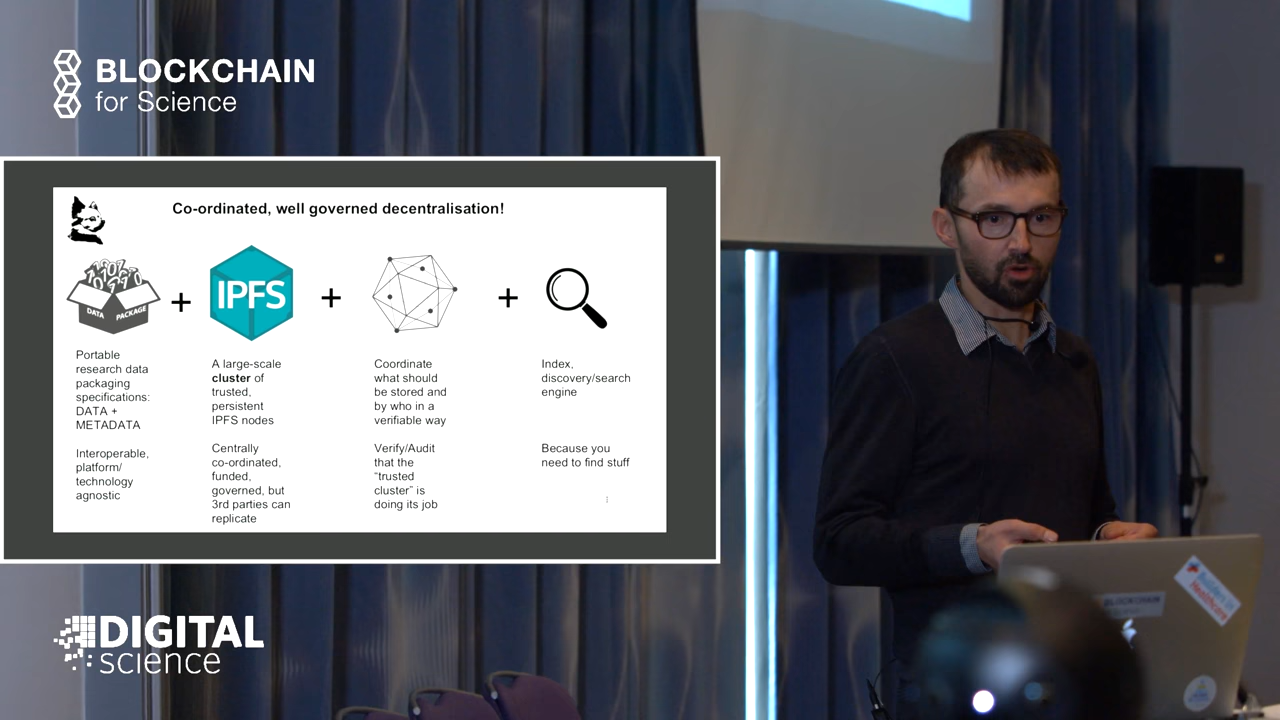 BLOCKCHAIN
for Science
Co-ordinated, well governed decentralisation!
DATA
PACKAGE
Portable
research data
packaging
specifications:
DATA +
METADATA
Interoperable,
platform/
technology
agnostic
+
IPFS
A large-scale
cluster of
trusted,
persistent
IPFS nodes
Centrally
co-ordinated,
funded,
governed, but
3rd parties can
replicate
+
Coordinate
what should
be stored and
by who in a
verifiable way
Verify/Audit
that the
"trusted
cluster" is
doing its job
+
Index,
discovery/search
engine
Because you
need to find stuff
DIGITAL
science
BLOCKCHAIN
Healthcare